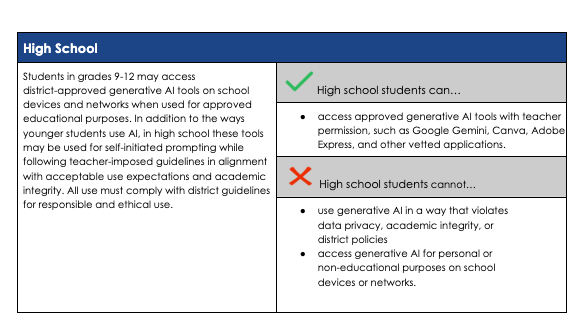 High School
Students in grades 9-12 may access
district-approved generative AI tools on school
devices and networks when used for approved
educational purposes. In addition to the ways
younger students use AI, in high school these tools
may be used for self-initiated prompting while
following teacher-imposed guidelines in alignment
with acceptable use expectations and academic
integrity. All use must comply with district guidelines
for responsible and ethical use.
High school students can...
• access approved generative AI tools with teacher
permission, such as Google Gemini, Canva, Adobe
Express, and other vetted applications.
High school students cannot...
• use generative AI in a way that violates
data privacy, academic integrity, or
district policies
• access generative AI for personal or
non-educational purposes on school
devices or networks.